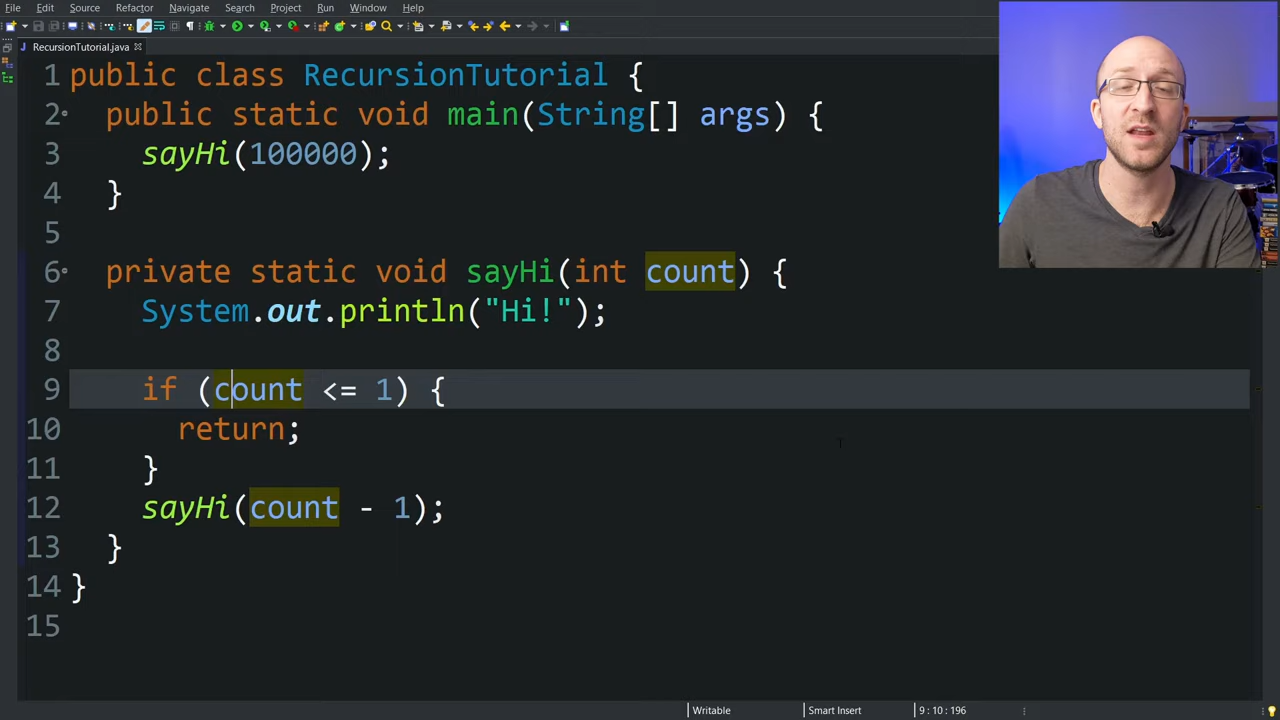 File Edit Source Refactor Navigate Search Project Run Window Help
RecursionTutorial.java
1 public class RecursionTutorial {
2 public static void main(String[] args) {
3 sayHi(100000);
4 }
5
6 private static void sayHi(int count) {
7 System.out.println("Hi!");
8
9 if (count <= 1) {
10 return;
11 }
12 sayHi(count - 1);
13 }
14 }
15
Writable Smart Insert 9 : 10 : 196